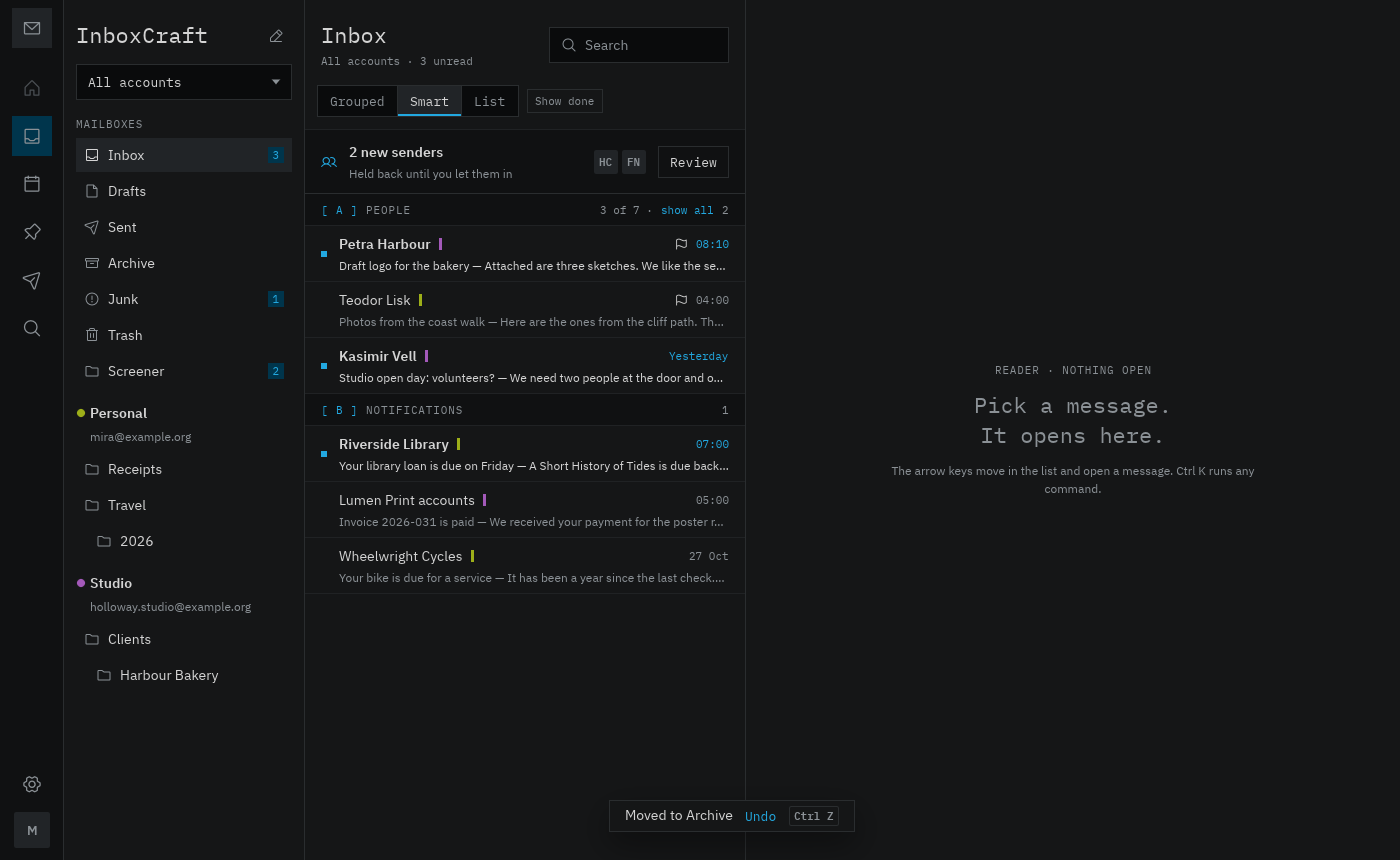 InboxCraft
All accounts
MAILBOXES
Inbox 3
Drafts
Sent
Archive
Junk 1
Trash
Screener 2
Personal
mira@example.org
Receipts
Travel
2026
Studio
holloway.studio@example.org
Clients
Harbour Bakery
M
Inbox
All accounts · 3 unread
Search
Grouped Smart List Show done
2 new senders
Held back until you let them in
HC FN Review
[ A ] PEOPLE 3 of 7 · show all 2
Petra Harbour 08:10
Draft logo for the bakery — Attached are three sketches. We like the se…
Teodor Lisk 04:00
Photos from the coast walk — Here are the ones from the cliff path. Th…
Kasimir Vell Yesterday
Studio open day: volunteers? — We need two people at the door and o…
[ B ] NOTIFICATIONS 1
Riverside Library 07:00
Your library loan is due on Friday — A Short History of Tides is due back…
Lumen Print accounts 05:00
Invoice 2026-031 is paid — We received your payment for the poster r…
Wheelwright Cycles 27 Oct
Your bike is due for a service — It has been a year since the last check.…
READER · NOTHING OPEN
Pick a message.
It opens here.
The arrow keys move in the list and open a message. Ctrl K runs any
command.
Moved to Archive Undo Ctrl Z